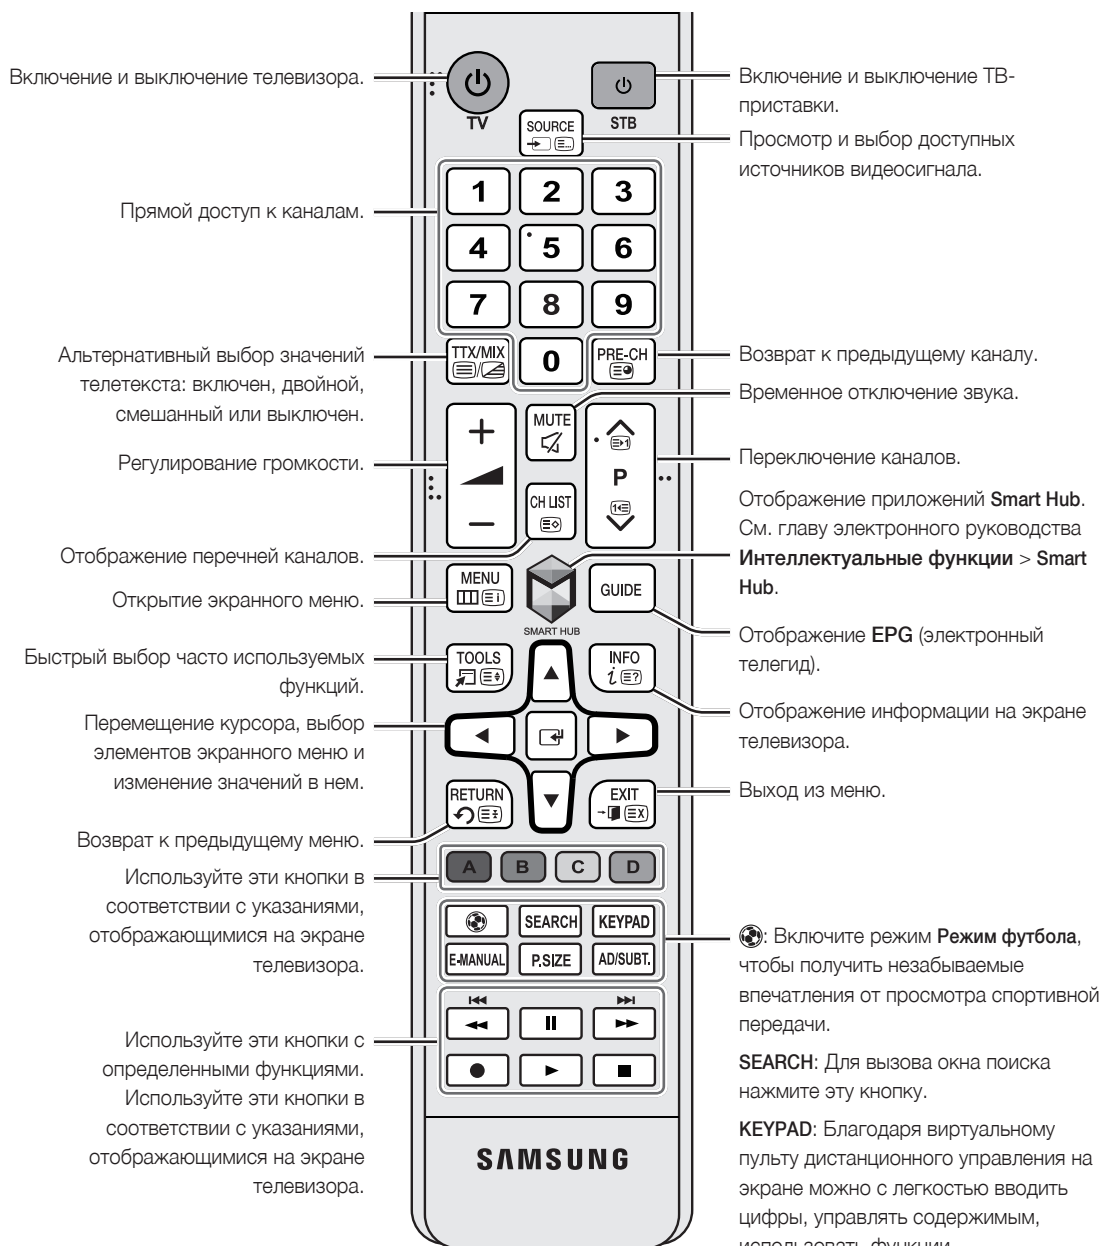 Включение и выключение телевизора.
TV
STB
Включение и выключение ТВ-
приставки.
SOURCE
Просмотр и выбор доступных
источников видеосигнала.
Прямой доступ к каналам.
1
2
3
4
5
6
7
8
9
0
Альтернативный выбор значений
телетекста: включен, двойной,
смешанный или выключен.
TTX/MIX
PRE-CH
Возврат к предыдущему каналу.
MUTE
Временное отключение звука.
Регулирование громкости.
P
Переключение каналов.
CH LIST
Отображение перечней каналов.
Отображение приложений Smart Hub.
См. главу электронного руководства
Интеллектуальные функции > Smart
Hub.
MENU
Открытие экранного меню.
SMART HUB
GUIDE
Отображение EPG (электронный
телегид).
Быстрый выбор часто используемых
функций.
TOOLS
INFO
Отображение информации на экране
телевизора.
Перемещение курсора, выбор
элементов экранного меню и
изменение значений в нем.
RETURN
EXIT
Выход из меню.
Возврат к предыдущему меню.
A
B
C
D
Используйте эти кнопки в
соответствии с указаниями,
отображающимися на экране
телевизора.
SEARCH
KEYPAD
E-MANUAL
P.SIZE
AD/SUBT.
: Включите режим Режим футбола,
чтобы получить незабываемые
впечатления от просмотра спортивной
передачи.
SEARCH: Для вызова окна поиска
нажмите эту кнопку.
KEYPAD: Благодаря виртуальному
пульту дистанционного управления на
экране можно с легкостью вводить
цифры, управлять содержимым,
использовать функции
Используйте эти кнопки с
определенными функциями.
Используйте эти кнопки в
соответствии с указаниями,
отображающимися на экране
телевизора.
SAMSUNG